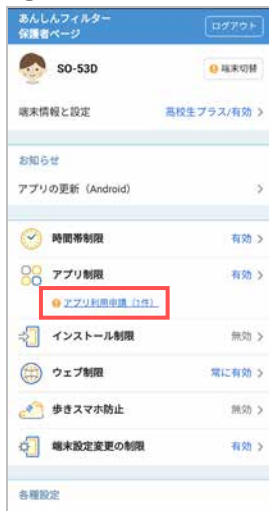 あんしんフィルター
保護者ページ
ログアウト
SO-53D
端末切替
端末情報と設定
高校生プラス/有効
お知らせ
アプリの更新 (Android)
時間帯制限
有効
アプリ制限
有効
アプリ利用申請 (1件)
インストール制限
無効
ウェブ制限
常に有効
歩きスマホ防止
無効
端末設定変更の制限
有効
各種設定